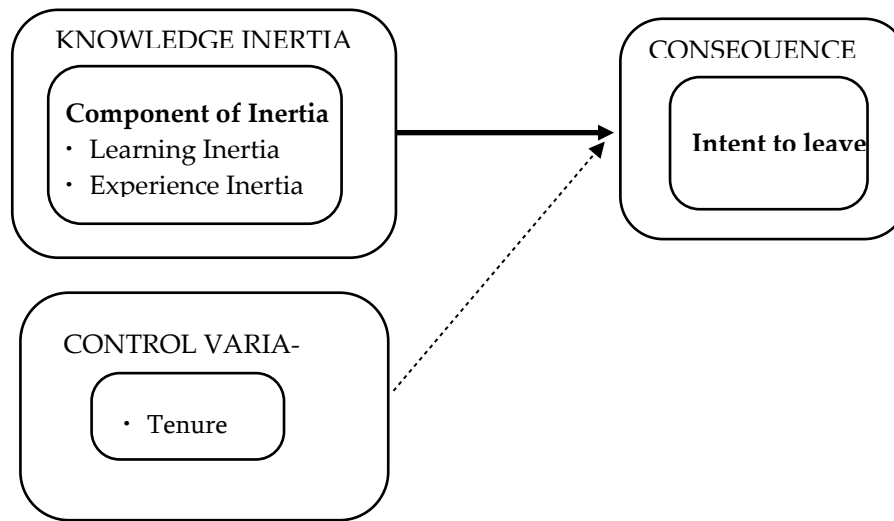 KNOWLEDGE INERTIA
Component of Inertia
· Learning Inertia
· Experience Inertia
CONSEQUENCE
Intent to leave
CONTROL VARIA-
· Tenure